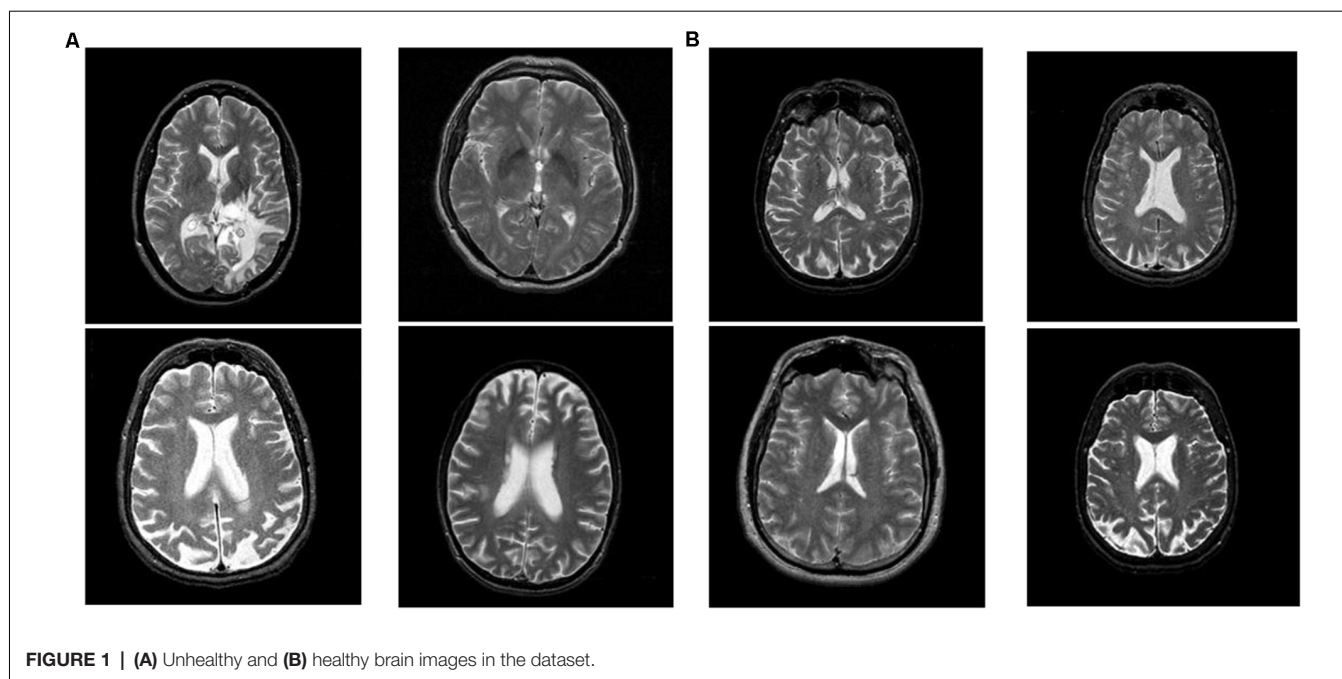 A
B
FIGURE 1 | (A) Unhealthy and (B) healthy brain images in the dataset.